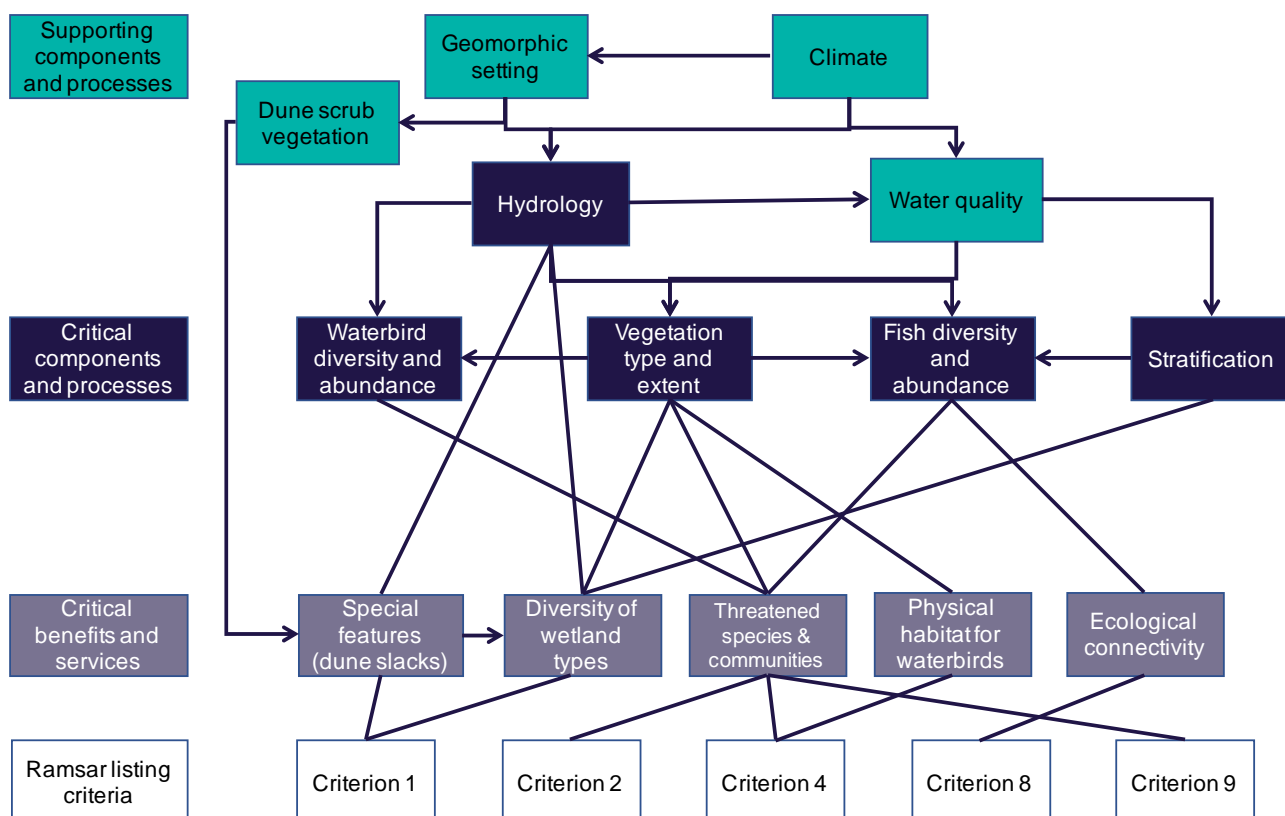 Supporting
components
and processes
Geomorphic
setting
Climate
Dune scrub
vegetation
Hydrology
Water quality
Critical
components
and processes
Waterbird
diversity and
abundance
Vegetation
type and
extent
Fish diversity
and
abundance
Stratification
Critical
benefits and
services
Special
features
(dune slacks)
Diversity of
wetland
types
Threatened
species &
communities
Physical
habitat for
waterbirds
Ecological
connectivity
Ramsar listing
criteria
Criterion 1
Criterion 2
Criterion 4
Criterion 8
Criterion 9